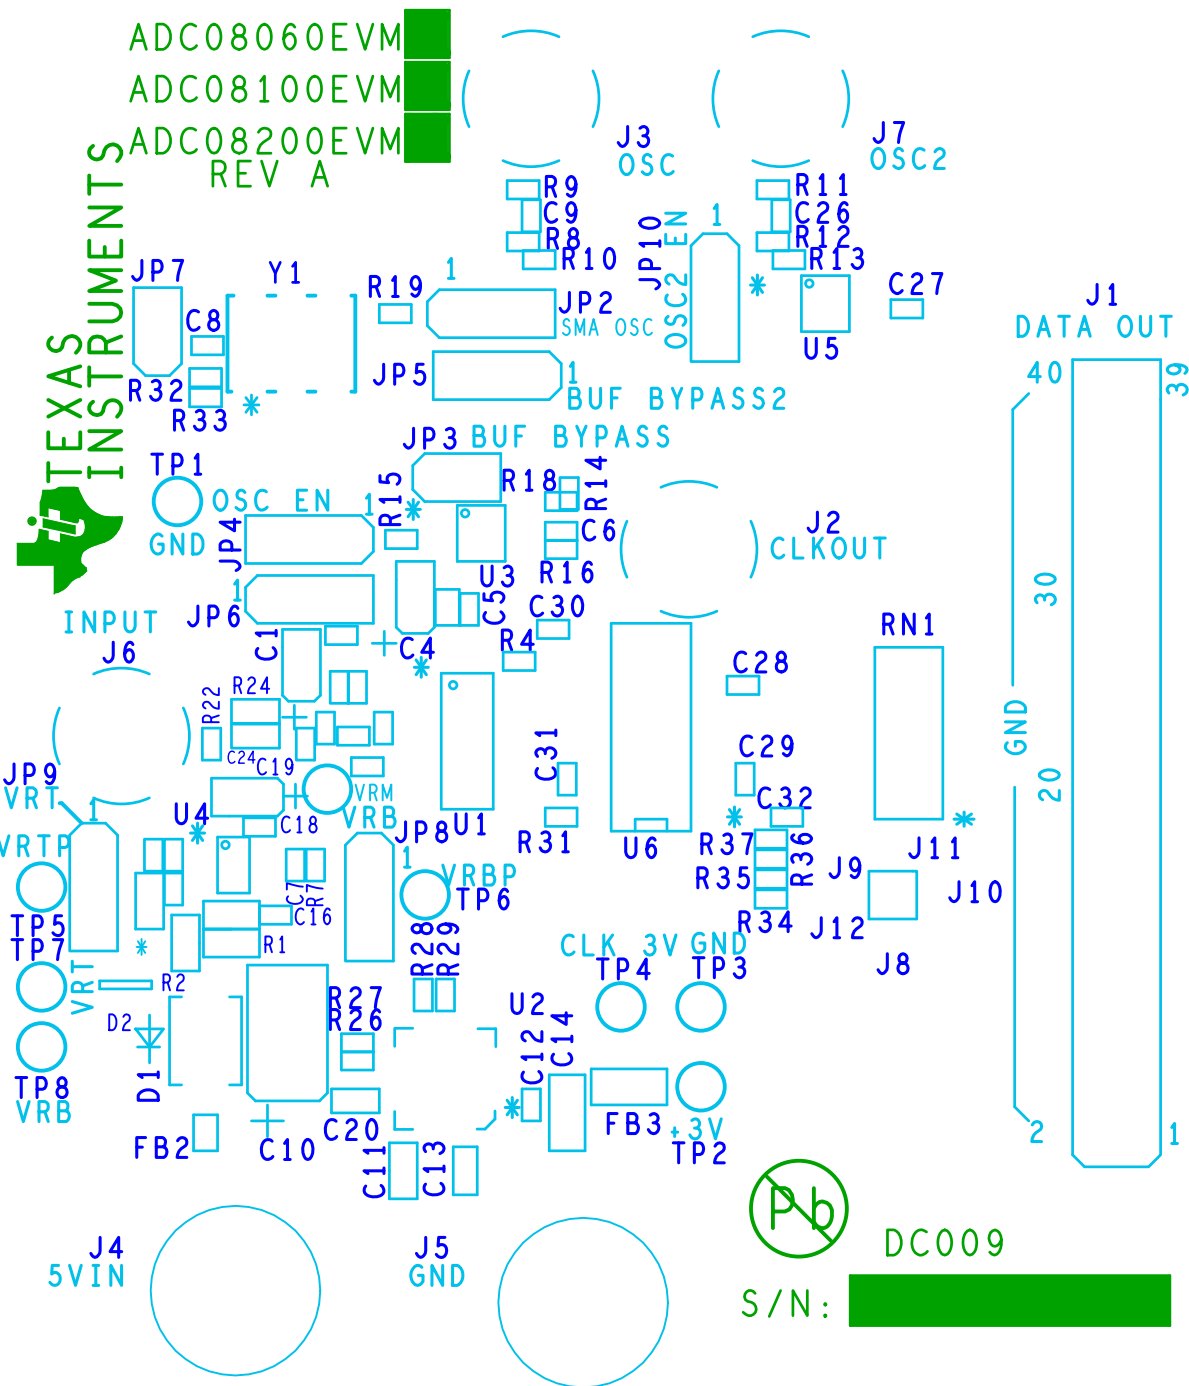 ADC08060EVM
ADC08100EVM
ADC08200EVM
REV A
TEXAS
INSTRUMENTS
J3
OSC
J7
OSC2
R9
C9
R8
R10
R11
C26
R12
R13
JP10
OSC2 EN
1
JP7
Y1
R19
1
JP2
SMA OSC
C8
U5
C27
J1
DATA OUT
40
39
R32
R33
JP5
1
BUF BYPASS2
JP3
BUF BYPASS
TP1
GND
OSC EN
1
JP4
R15
R18
R14
C6
R16
U3
J2
CLKOUT
1
JP6
C5
C30
C4
R4
C1
INPUT
J6
30
RN1
C28
R22
R24
C24
C19
GND
C31
C29
20
JP9
VRT
1
U4
VRM
VRB
C18
U1
C32
R31
U6
R37
R36
J11
VRTP
JP8
1
VRBP
TP6
R35
J9
J10
TP5
C7
R7
C16
R34
J12
TP7
R1
R28
R29
CLK 3V
GND
TP4
TP3
J8
VRT
R2
R27
R26
U2
D2
C12
C14
D1
TP8
VRB
C20
FB3
+3V
TP2
2
1
FB2
C10
C11
C13
Pb
J4
5VIN
J5
GND
DC009
S/N: